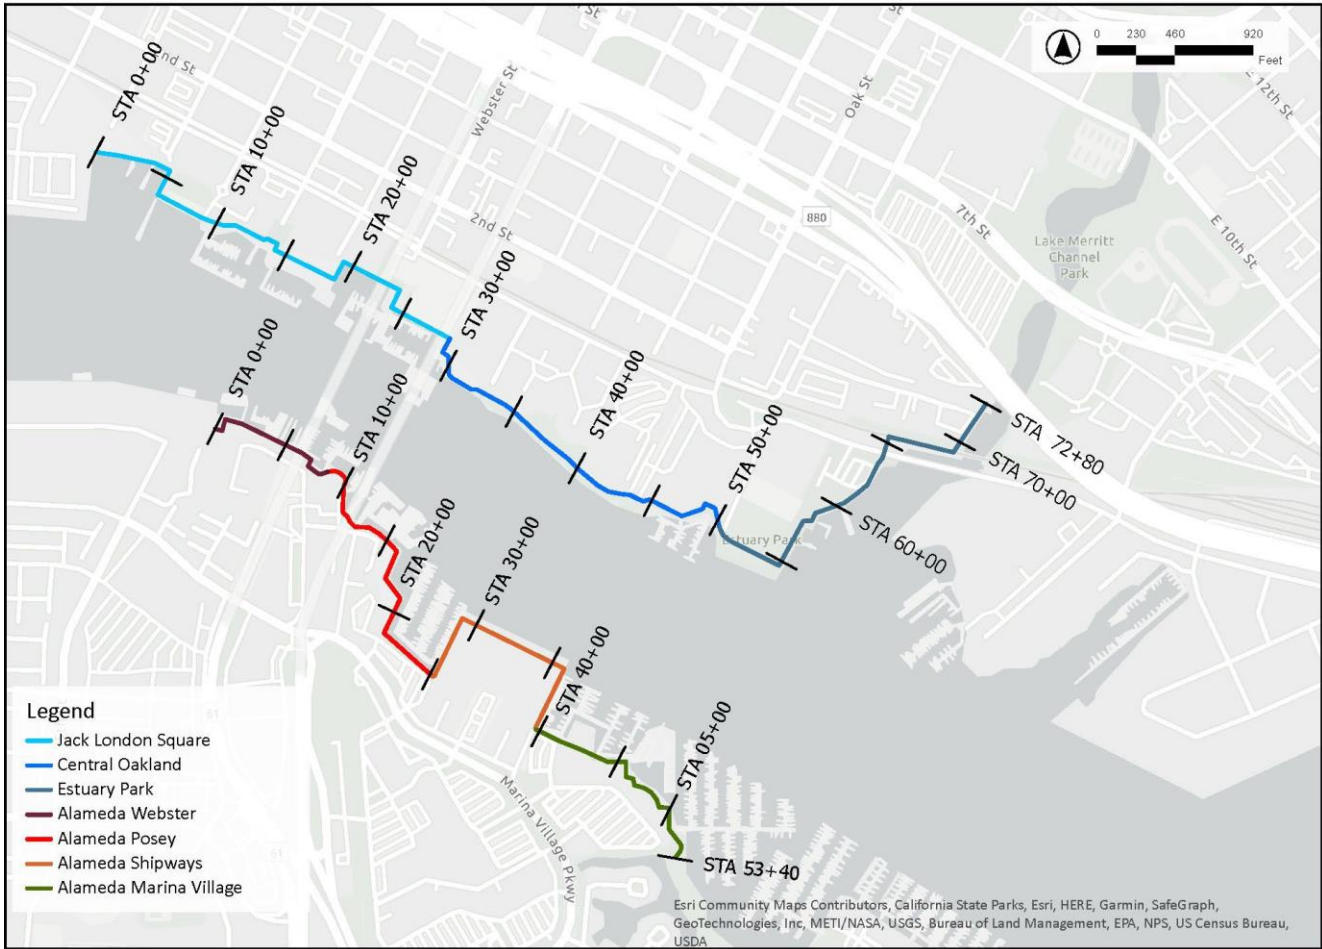 0 230 460 920
Feet
nd St
St
St
Webster St
Oak St
E 12th St
STA 0+00
STA 10+00
STA 20+00
2nd St
880
7th St
E 10th St
Lake Merritt
Channel
Park
STA 30+00
STA 0+00
STA 10+00
STA 40+00
STA 50+00
STA 72+80
STA 70+00
STA 60+00
Estuary Park
STA 20+00
STA 30+00
STA 40+00
STA 05+00
STA 53+40
Marina Village Pkwy
61
61
Legend
Jack London Square
Central Oakland
Estuary Park
Alameda Webster
Alameda Posey
Alameda Shipways
Alameda Marina Village
Esri Community Maps Contributors, California State Parks, Esri, HERE, Garmin, SafeGraph,
GeoTechnologies, Inc, METI/NASA, USGS, Bureau of Land Management, EPA, NPS, US Census Bureau,
USDA